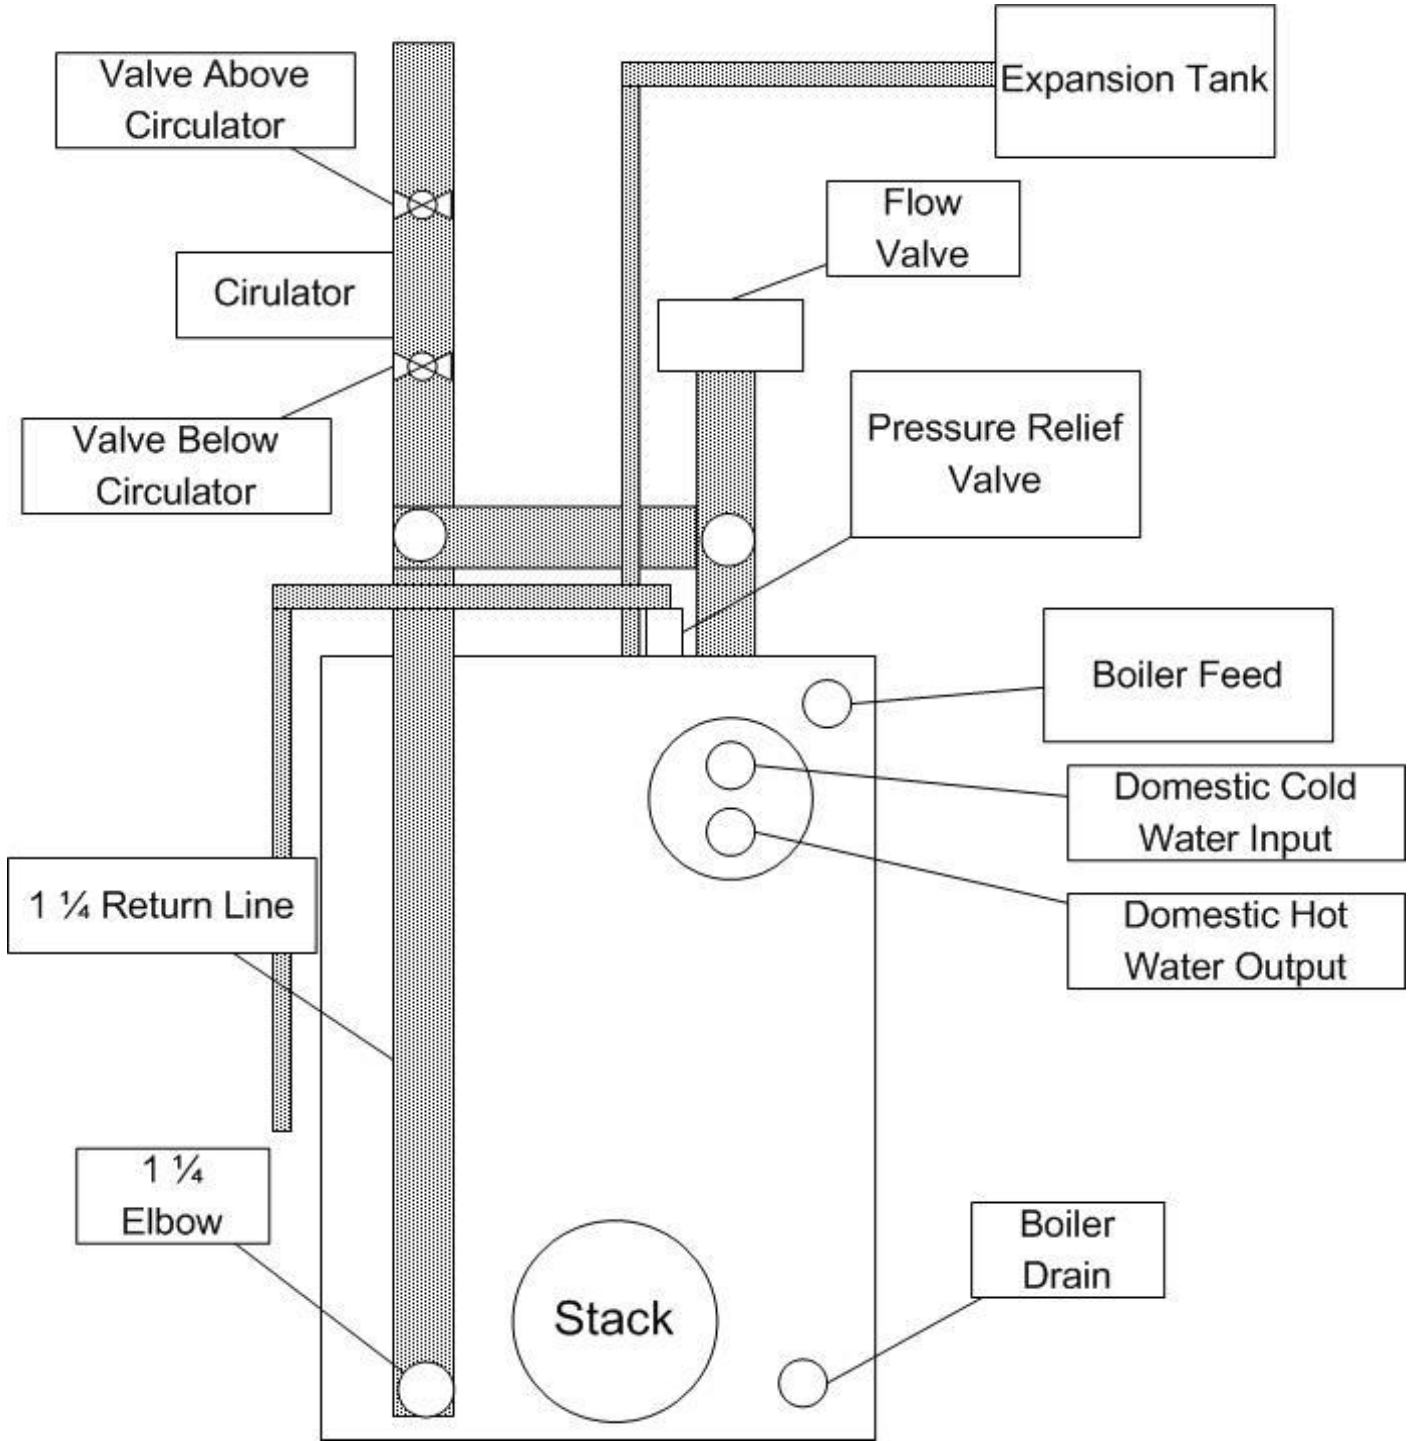 Valve Above
Circulator
Expansion Tank
Flow
Valve
Cirulator
Pressure Relief
Valve
Valve Below
Circulator
Boiler Feed
Domestic Cold
Water Input
1 ¼ Return Line
Domestic Hot
Water Output
1 ¼
Elbow
Boiler
Drain
Stack